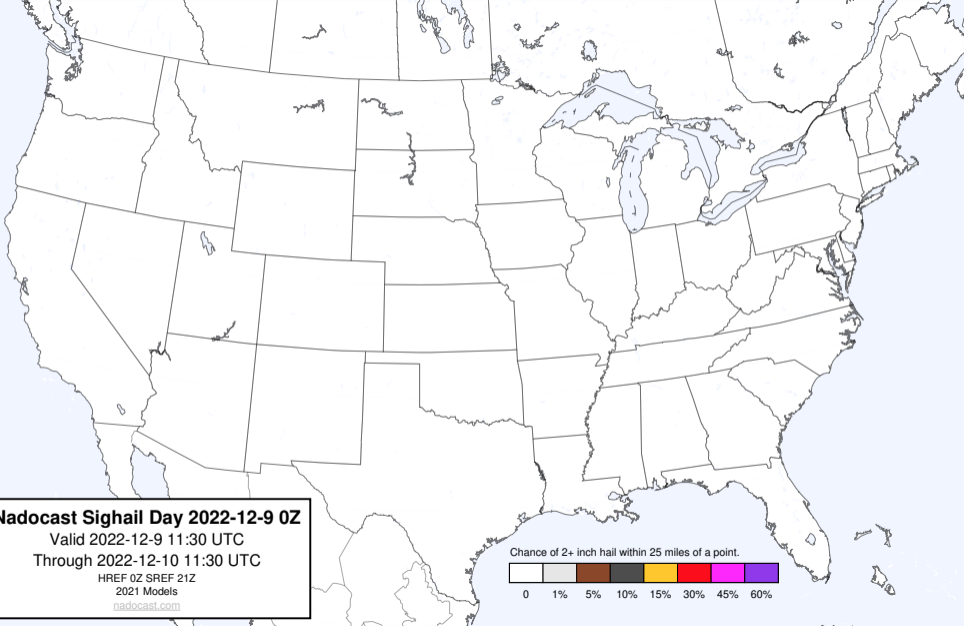 Nadocast Sighail Day 2022-12-9 0Z
Valid 2022-12-9 11:30 UTC
Through 2022-12-10 11:30 UTC
HREF 0Z SREF 21Z
2021 Models
nadocast.com
Chance of 2+ inch hail within 25 miles of a point.
0 1% 5% 10% 15% 30% 45% 60%